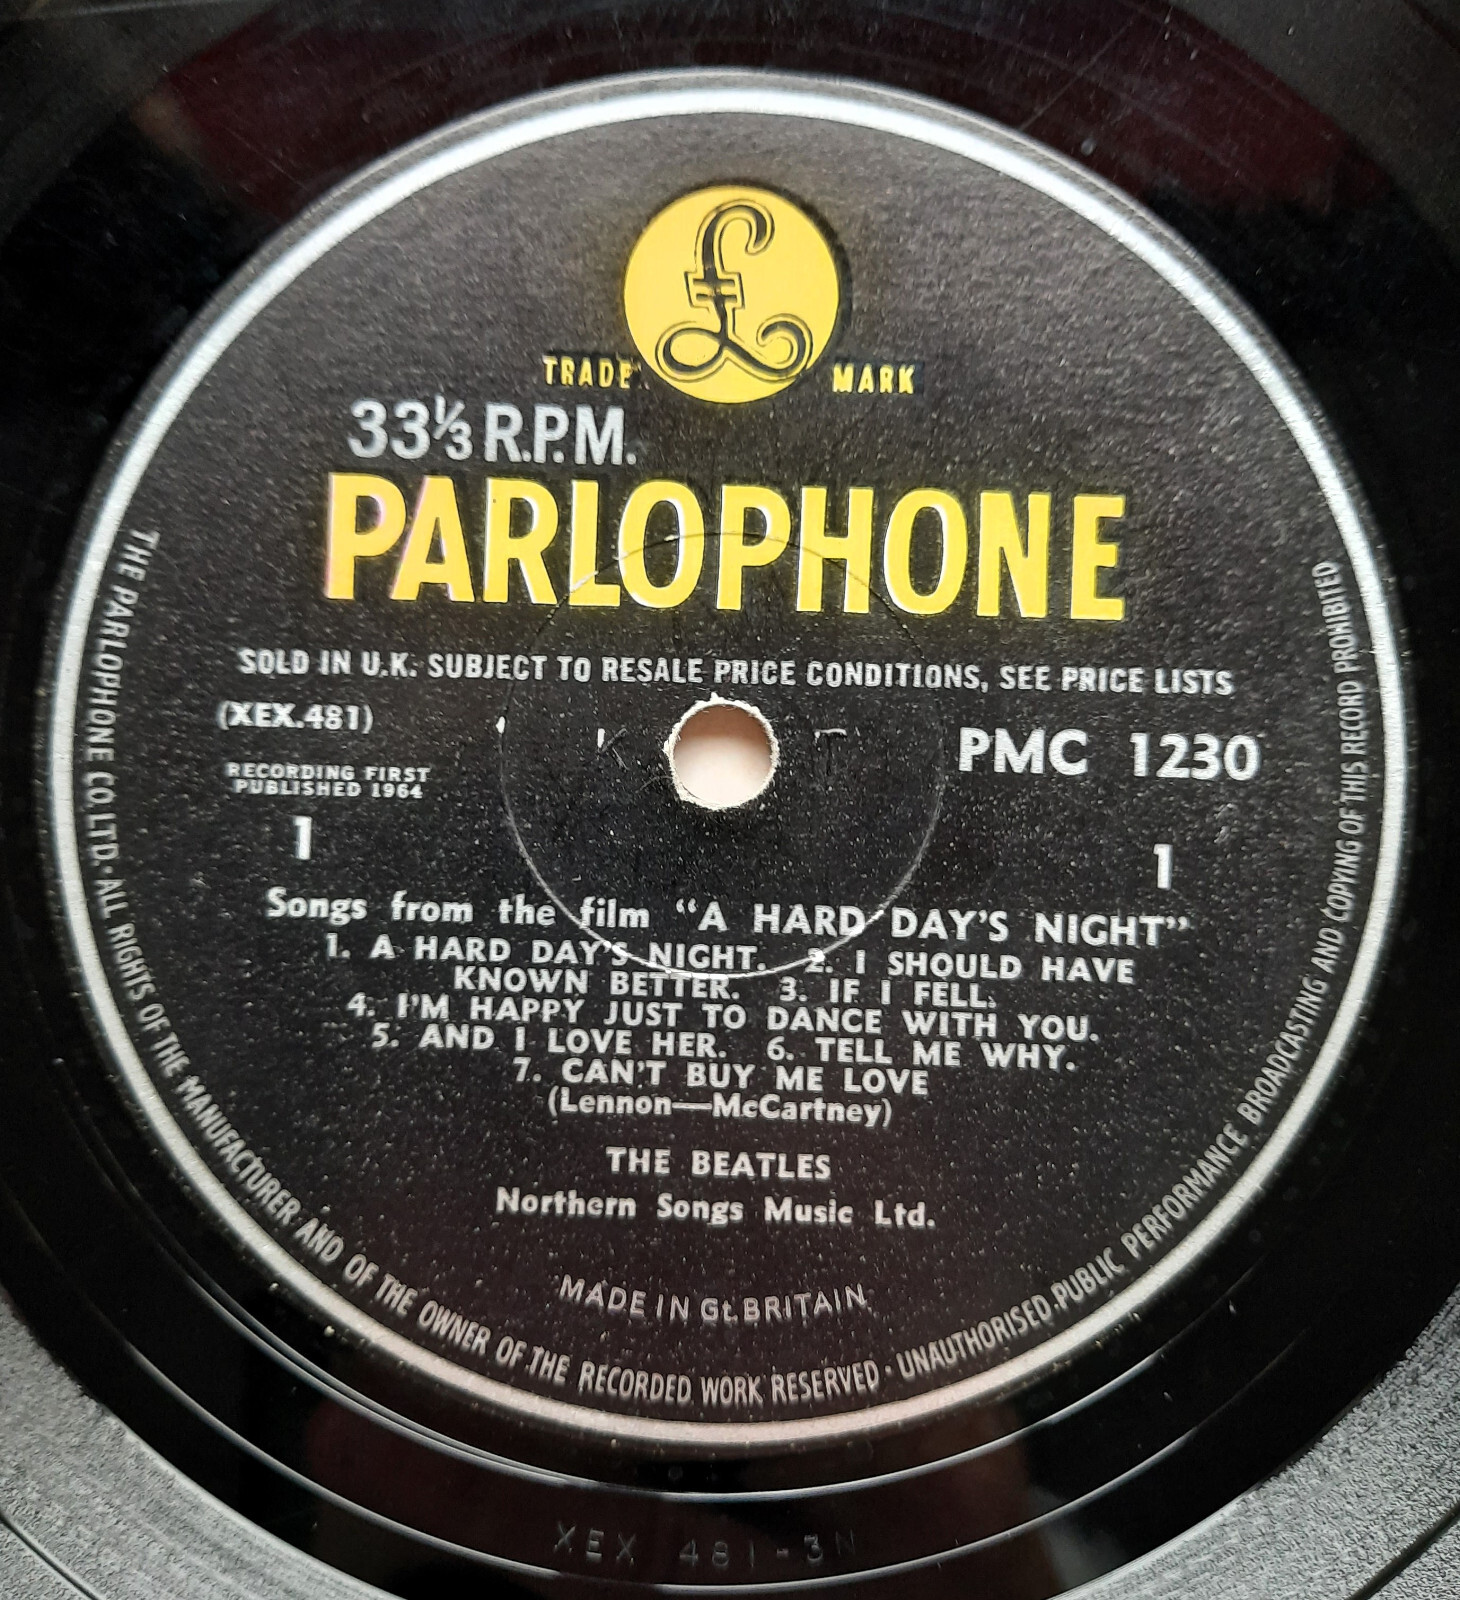 £
TRADE MARK
33⅓ R.P.M.
PARLOPHONE
SOLD IN U.K. SUBJECT TO RESALE PRICE CONDITIONS, SEE PRICE LISTS
(XEX.481)
PMC 1230
RECORDING FIRST
PUBLISHED 1964
1
1
Songs from the film “A HARD DAY'S NIGHT”
1. A HARD DAY'S NIGHT. 2. I SHOULD HAVE
KNOWN BETTER. 3. IF I FELL.
4. I'M HAPPY JUST TO DANCE WITH YOU.
5. AND I LOVE HER. 6. TELL ME WHY.
7. CAN'T BUY ME LOVE
(Lennon—McCartney)
THE BEATLES
Northern Songs Music Ltd.
MADE IN Gt. BRITAIN
THE PARLOPHONE CO. LTD. · ALL RIGHTS OF THE MANUFACTURER AND OF THE OWNER OF THE RECORDED WORK RESERVED · UNAUTHORISED PUBLIC PERFORMANCE BROADCASTING AND COPYING OF THIS RECORD PROHIBITED
XEX 481-3N